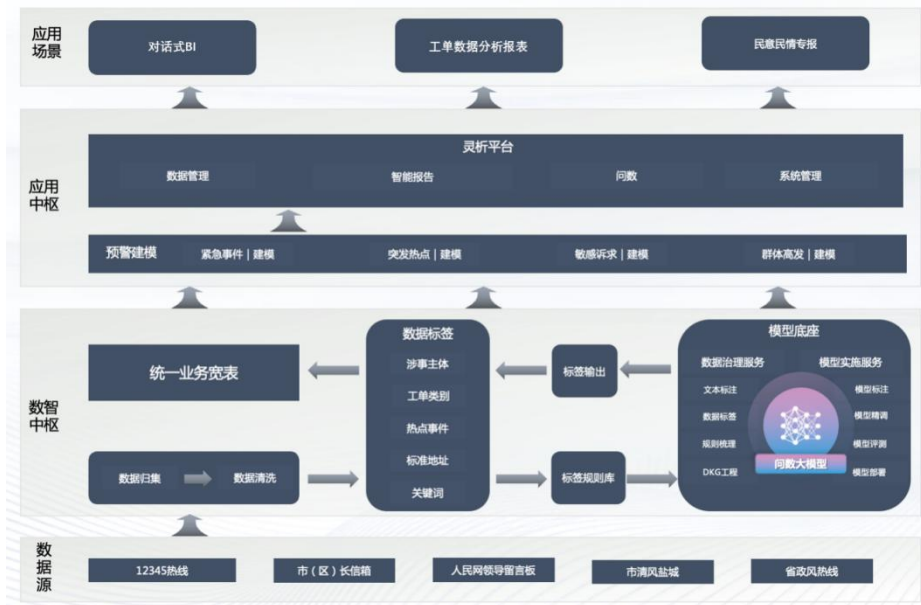 应用
场景
对话式BI
工单数据分析报表
民意民情专报
应用
中枢
灵析平台
数据管理
智能报告
问数
系统管理
预警建模
紧急事件 | 建模
突发热点 | 建模
敏感诉求 | 建模
群体高发 | 建模
数智
中枢
统一业务宽表
数据归集
数据清洗
数据标签
涉事主体
工单类别
热点事件
标准地址
关键词
标签输出
标签规则库
模型底座
数据治理服务
模型实施服务
文本标注
数据标签
规则梳理
DKG工程
问数大模型
模型标注
模型精调
模型评测
模型部署
数
据
源
12345热线
市（区）长信箱
人民网领导留言板
市清风盐城
省政风热线